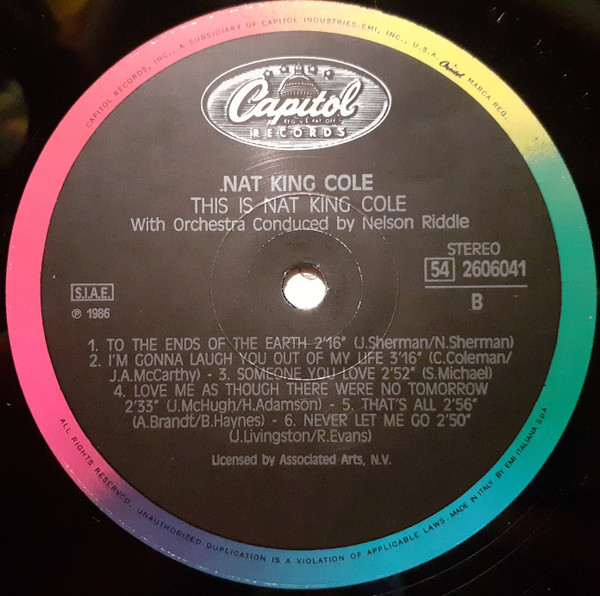 CAPITOL RECORDS, INC., A SUBSIDIARY OF CAPITOL INDUSTRIES-EMI, INC., U.S.A. Capitol MARCA REG.
Capitol
REG. U.S. PAT. OFF.
RECORDS
NAT KING COLE
THIS IS NAT KING COLE
With Orchestra Conduced by Nelson Riddle
STEREO
54 2606041
B
S.I.A.E.
℗ 1986
1. TO THE ENDS OF THE EARTH 2'16" (J.Sherman/N.Sherman)
2. I'M GONNA LAUGH YOU OUT OF MY LIFE 3'16" (C.Coleman/
J.A.McCarthy) - 3. SOMEONE YOU LOVE 2'52" (S.Michael)
4. LOVE ME AS THOUGH THERE WERE NO TOMORROW
2'33" (J.McHugh/H.Adamson) - 5. THAT'S ALL 2'56"
(A.Brandt/B.Haynes) - 6. NEVER LET ME GO 2'50"
(J.Livingston/R.Evans)
Licensed by Associated Arts, N.V.
ALL RIGHTS RESERVED. UNAUTHORIZED DUPLICATION IS A VIOLATION OF APPLICABLE LAWS. MADE IN ITALY BY EMI ITALIANA S.p.A.